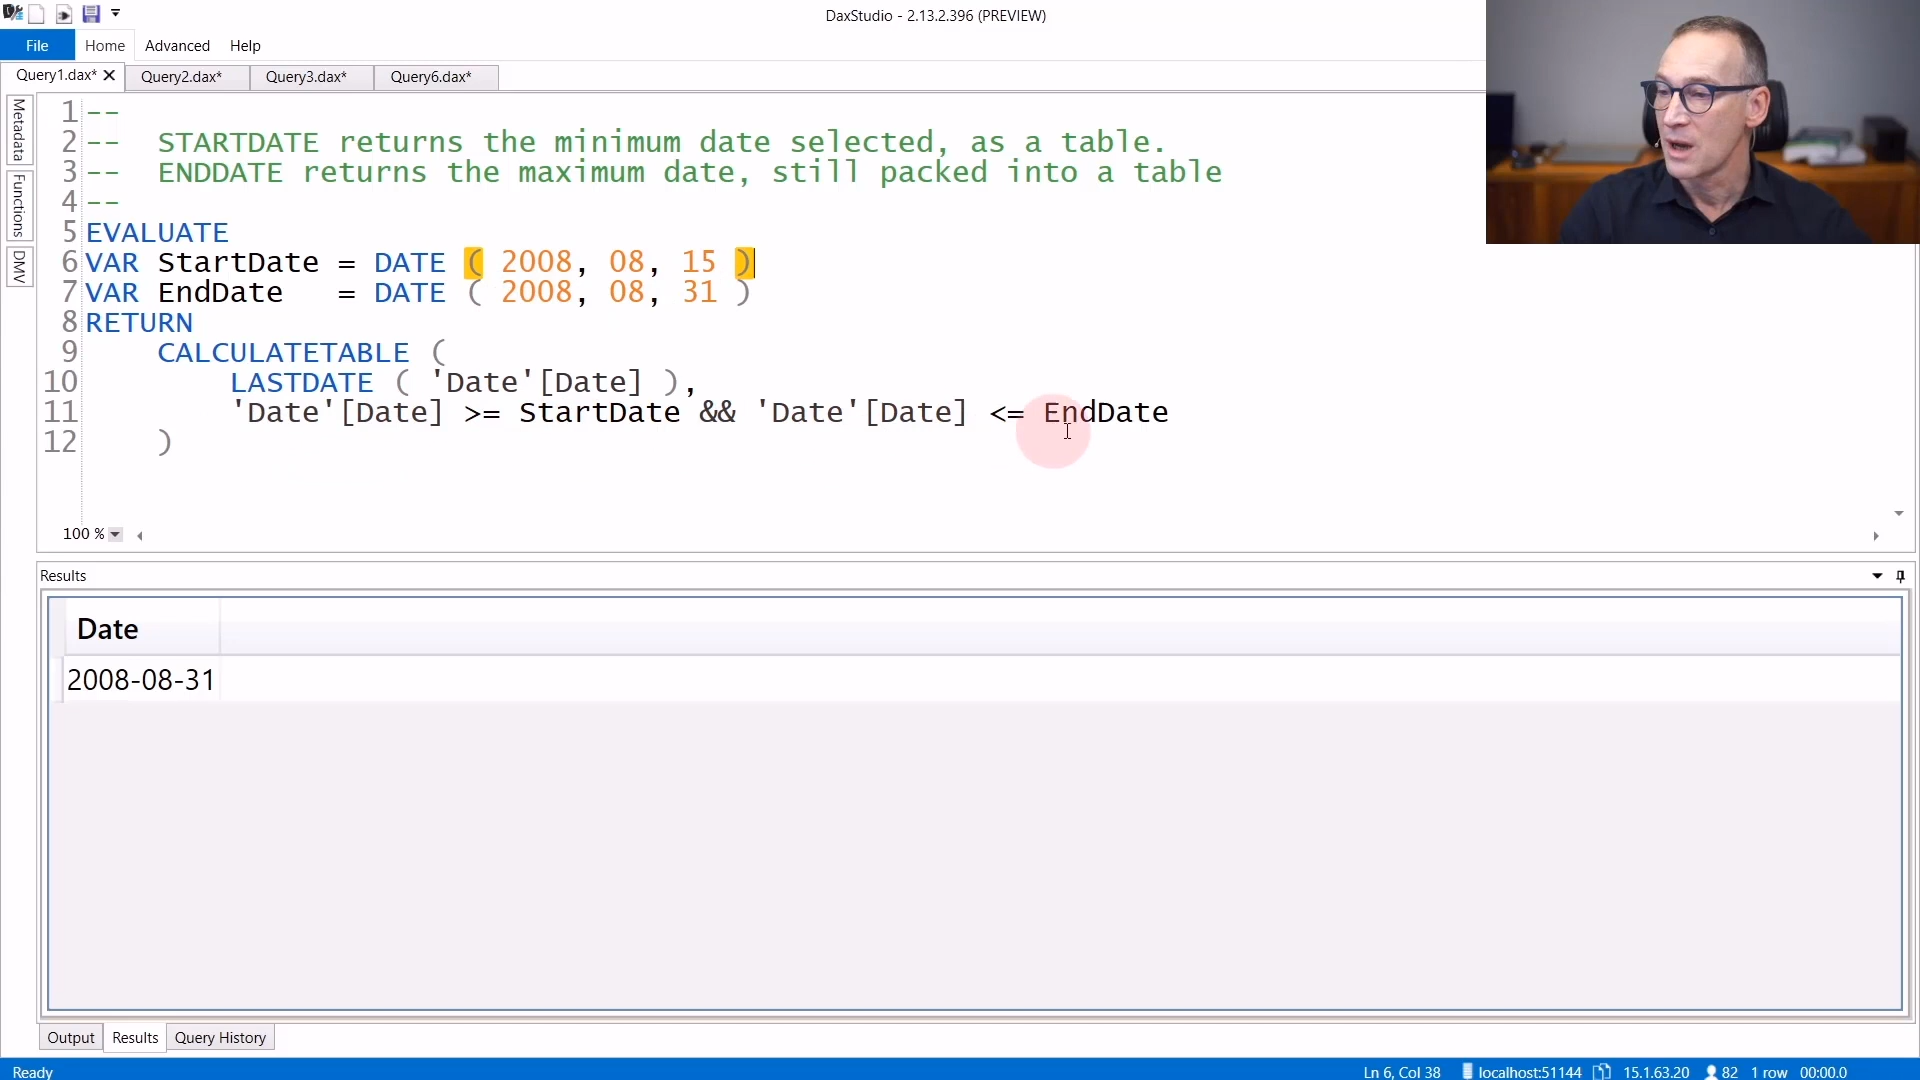 DaxStudio - 2.13.2.396 (PREVIEW)
File Home Advanced Help
Query1.dax* Query2.dax* Query3.dax* Query6.dax*
Metadata
Functions
DMV
1 --
2 -- STARTDATE returns the minimum date selected, as a table.
3 -- ENDDATE returns the maximum date, still packed into a table
4 --
5 EVALUATE
6 VAR StartDate = DATE ( 2008, 08, 15 )
7 VAR EndDate = DATE ( 2008, 08, 31 )
8 RETURN
9 CALCULATETABLE (
10 LASTDATE ( 'Date'[Date] ),
11 'Date'[Date] >= StartDate && 'Date'[Date] <= EndDate
12 )
100 %
Results
Date
2008-08-31
Output Results Query History
Ready Ln 6, Col 38 localhost:51144 15.1.63.20 82 1 row 00:00.0